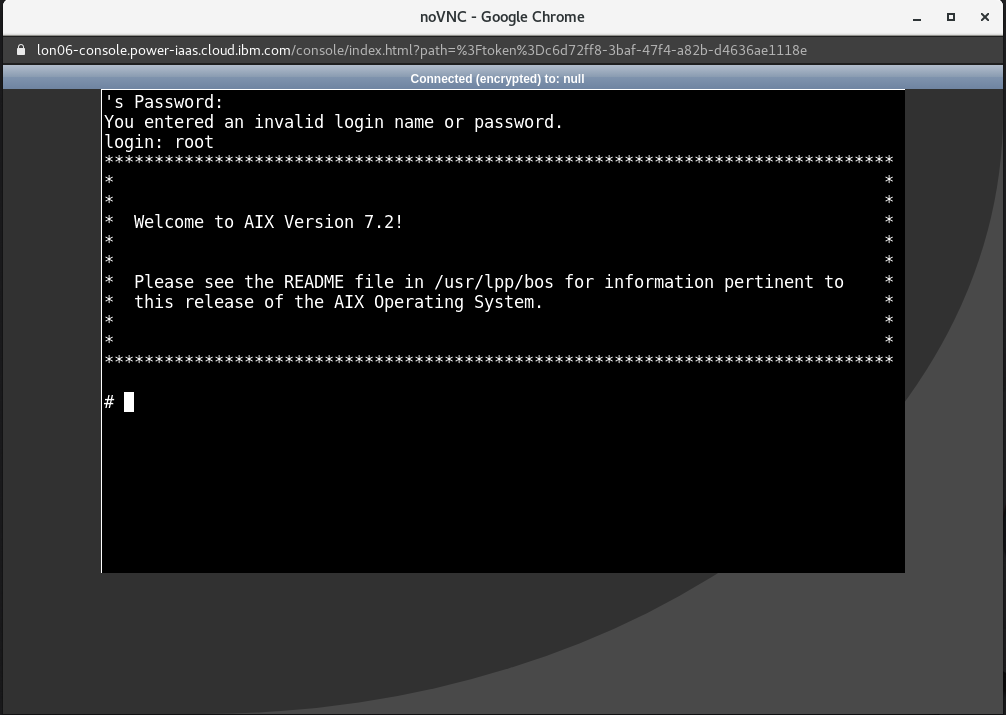 noVNC - Google Chrome
lon06-console.power-iaas.cloud.ibm.com/console/index.html?path=%3Ftoken%3Dc6d72ff8-3baf-47f4-a82b-d4636ae1118e
Connected (encrypted) to: null
's Password:
You entered an invalid login name or password.
login: root
*******************************************************************************
*                                                                             *
*                                                                             *
*  Welcome to AIX Version 7.2!                                                *
*                                                                             *
*                                                                             *
*  Please see the README file in /usr/lpp/bos for information pertinent to    *
*  this release of the AIX Operating System.                                  *
*                                                                             *
*                                                                             *
*******************************************************************************
#